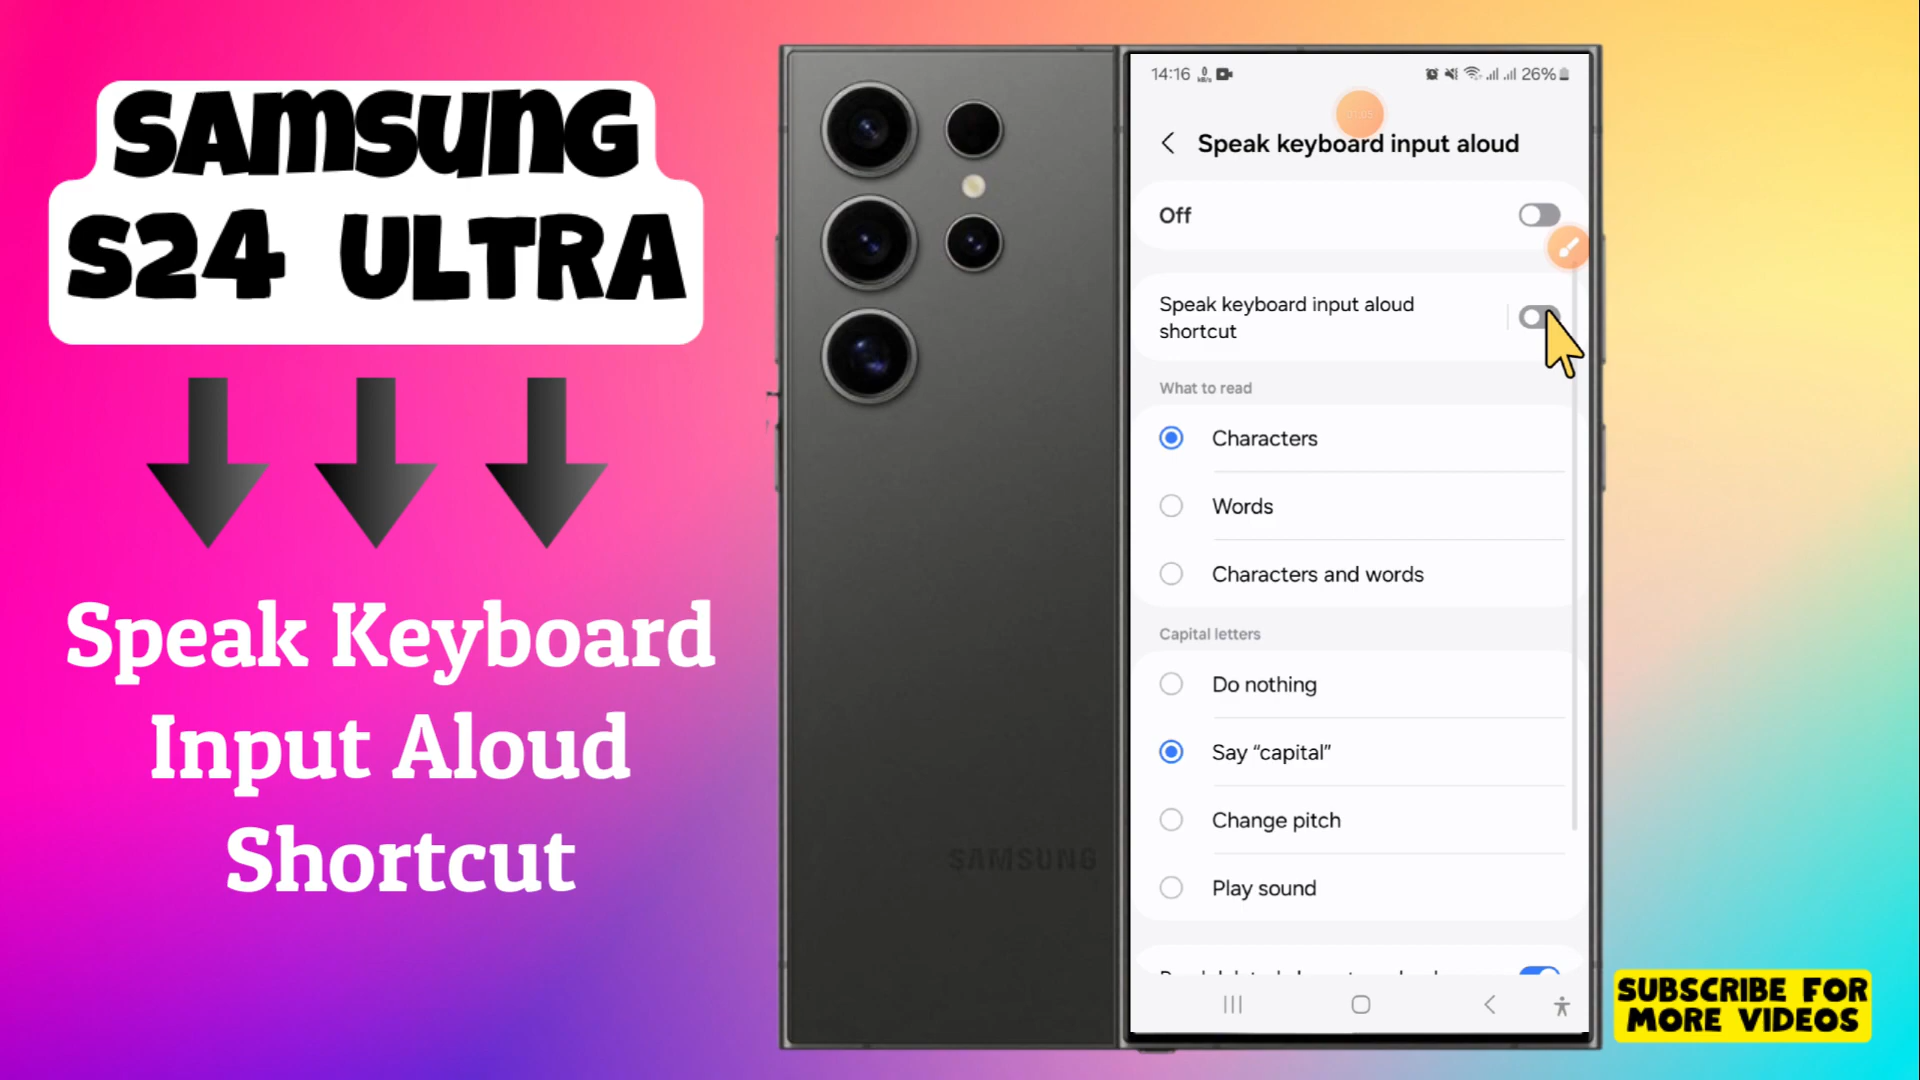 SAMSUNG
S24 ULTRA
Speak Keyboard
Input Aloud
Shortcut
SAMSUNG
14:16
26%
01:05
Speak keyboard input aloud
Off
Speak keyboard input aloud
shortcut
What to read
Characters
Words
Characters and words
Capital letters
Do nothing
Say “capital”
Change pitch
Play sound
SUBSCRIBE FOR
MORE VIDEOS